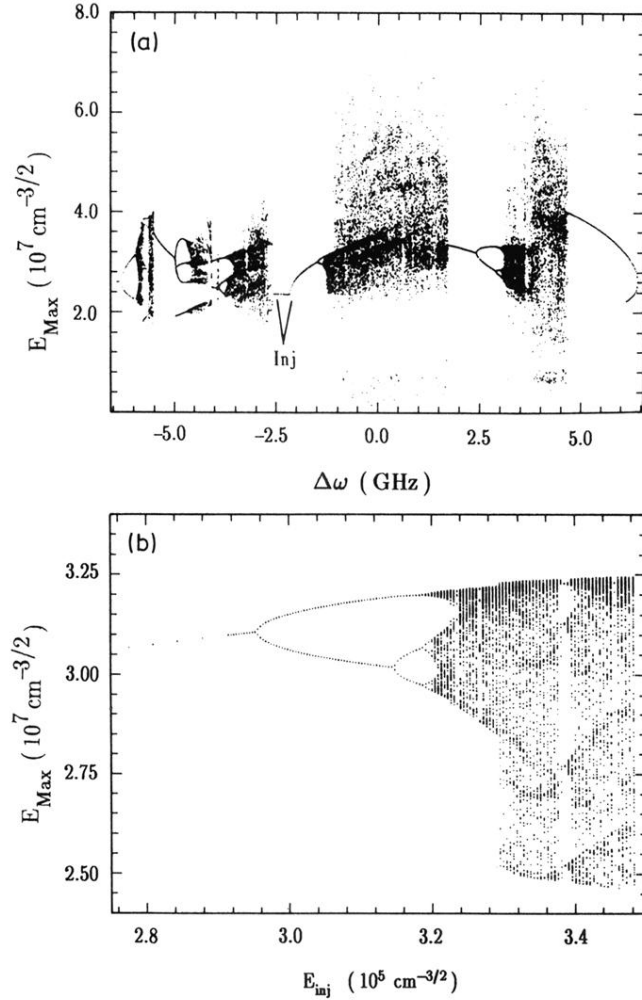 (a)
8.0
6.0
4.0
2.0
E_Max (10^7 cm^-3/2)
Inj
-5.0 -2.5 0.0 2.5 5.0
Δω (GHz)
(b)
3.25
3.00
2.75
2.50
E_Max (10^7 cm^-3/2)
2.8 3.0 3.2 3.4
E_inj (10^5 cm^-3/2)